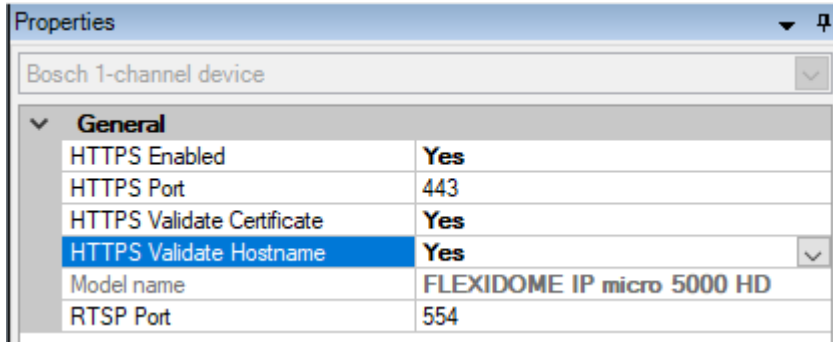 Properties
Bosch 1-channel device
General
HTTPS Enabled Yes
HTTPS Port 443
HTTPS Validate Certificate Yes
HTTPS Validate Hostname Yes
Model name FLEXIDOME IP micro 5000 HD
RTSP Port 554